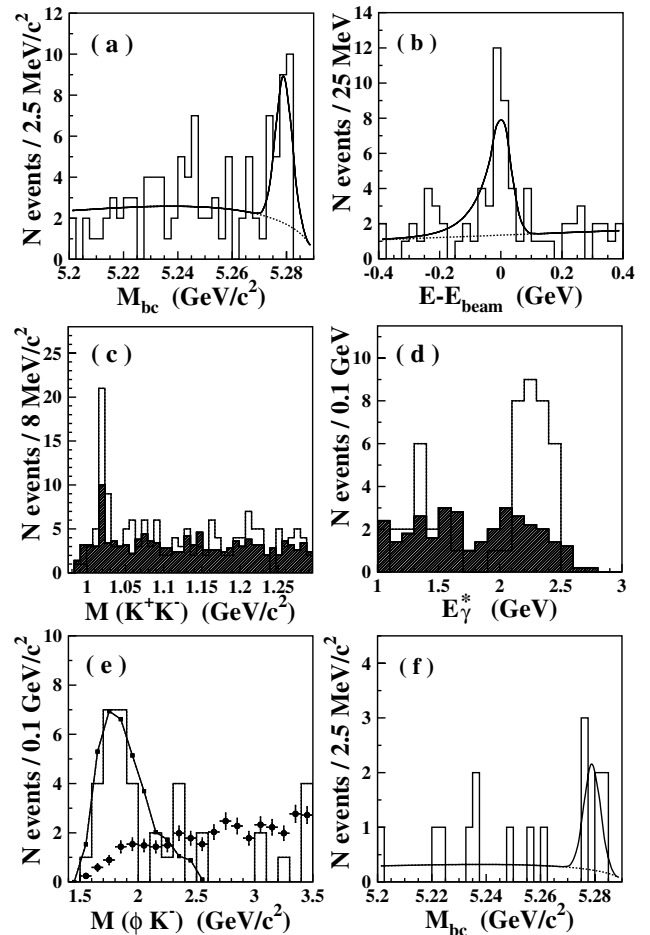 ( a )
N events / 2.5 MeV/c²
12
10
8
6
4
2
0
5.2 5.22 5.24 5.26 5.28
M_bc (GeV/c²)
( b )
N events / 25 MeV
16
14
12
10
8
6
4
2
0
-0.4 -0.2 0 0.2 0.4
E-E_beam (GeV)
( c )
N events / 8 MeV/c²
25
20
15
10
5
0
1 1.05 1.1 1.15 1.2 1.25
M (K⁺K⁻) (GeV/c²)
( d )
N events / 0.1 GeV
10
8
6
4
2
0
1 1.5 2 2.5 3
E*_γ (GeV)
( e )
N events / 0.1 GeV/c²
10
8
6
4
2
0
1.5 2 2.5 3 3.5
M (ϕ K⁻) (GeV/c²)
( f )
N events / 2.5 MeV/c²
4
3
2
1
0
5.2 5.22 5.24 5.26 5.28
M_bc (GeV/c²)